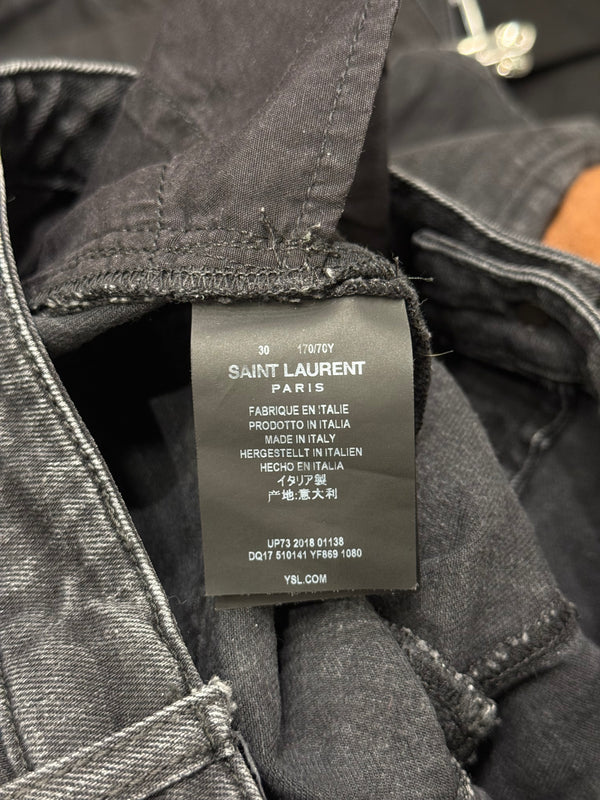 30 170/70Y
SAINT LAURENT
PARIS
FABRIQUE EN ITALIE
PRODOTTO IN ITALIA
MADE IN ITALY
HERGESTELLT IN ITALIEN
HECHO EN ITALIA
イタリア製
产地:意大利
UP73 2018 01138
DQ17 510141 YF869 1080
YSL.COM